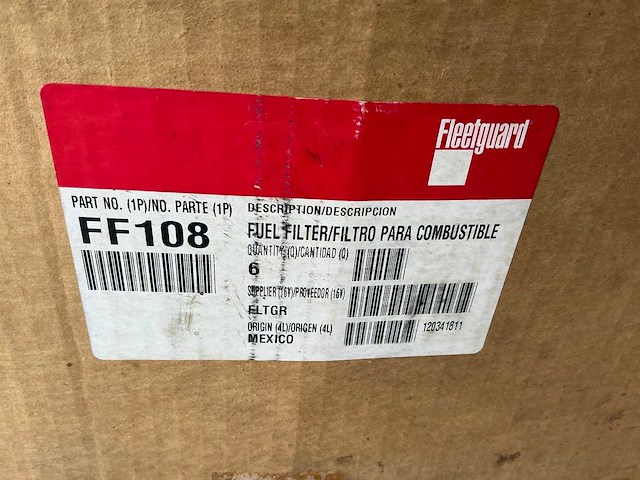 Fleetguard
PART NO. (1P)/NO. PARTE (1P)
FF108
DESCRIPTION/DESCRIPCION
FUEL FILTER/FILTRO PARA COMBUSTIBLE
QUANTITY (Q)/CANTIDAD (Q)
6
SUPPLIER (16V)/PROVEEDOR (16V)
FLTGR
ORIGIN (4L)/ORIGEN (4L)
MEXICO
120341811